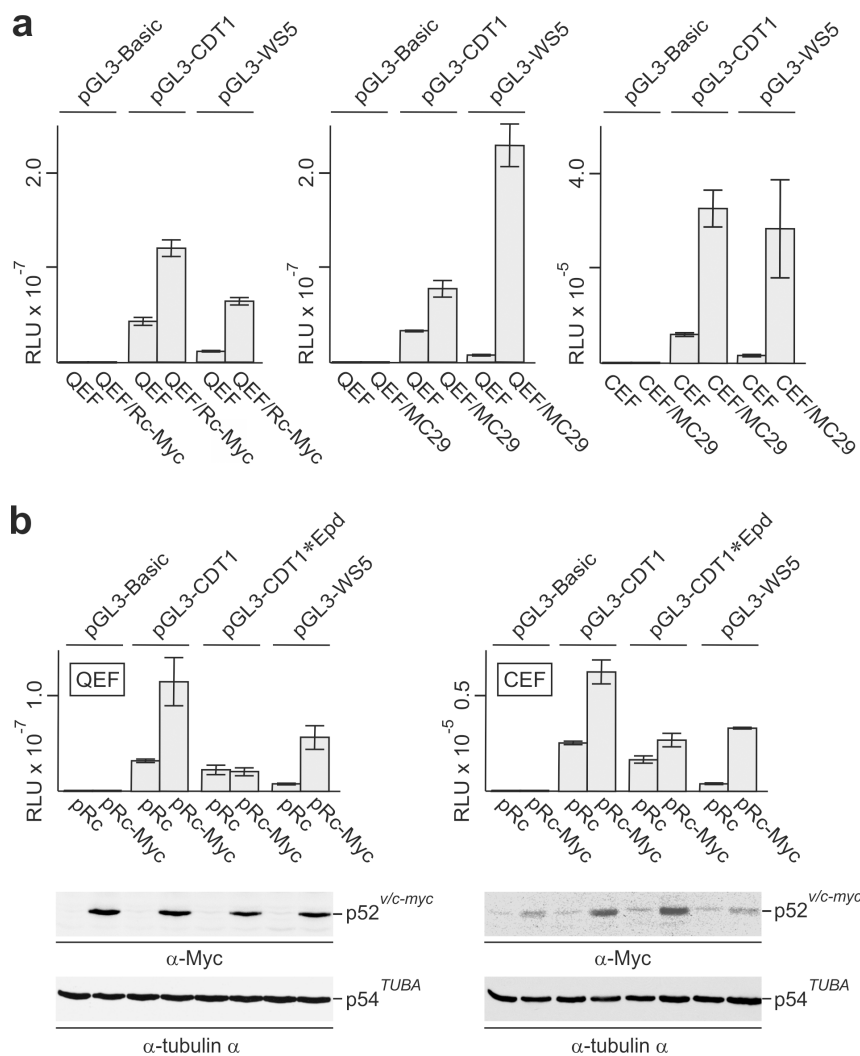 a
pGL3-Basic
pGL3-CDT1
pGL3-WS5
pGL3-Basic
pGL3-CDT1
pGL3-WS5
pGL3-Basic
pGL3-CDT1
pGL3-WS5
RLU x 10-7
2.0
RLU x 10-7
2.0
RLU x 10-5
4.0
QEF
QEF/Rc-Myc
QEF
QEF/Rc-Myc
QEF
QEF/Rc-Myc
QEF
QEF/MC29
QEF
QEF/MC29
QEF
QEF/MC29
CEF
CEF/MC29
CEF
CEF/MC29
CEF
CEF/MC29
b
pGL3-Basic
pGL3-CDT1
pGL3-CDT1*Epd
pGL3-WS5
QEF
RLU x 10-7
1.0
pRc
pRc-Myc
pRc
pRc-Myc
pRc
pRc-Myc
pRc
pRc-Myc
p52v/c-myc
α-Myc
p54TUBA
α-tubulin α
pGL3-Basic
pGL3-CDT1
pGL3-CDT1*Epd
pGL3-WS5
CEF
RLU x 10-5
0.5
pRc
pRc-Myc
pRc
pRc-Myc
pRc
pRc-Myc
pRc
pRc-Myc
p52v/c-myc
α-Myc
p54TUBA
α-tubulin α